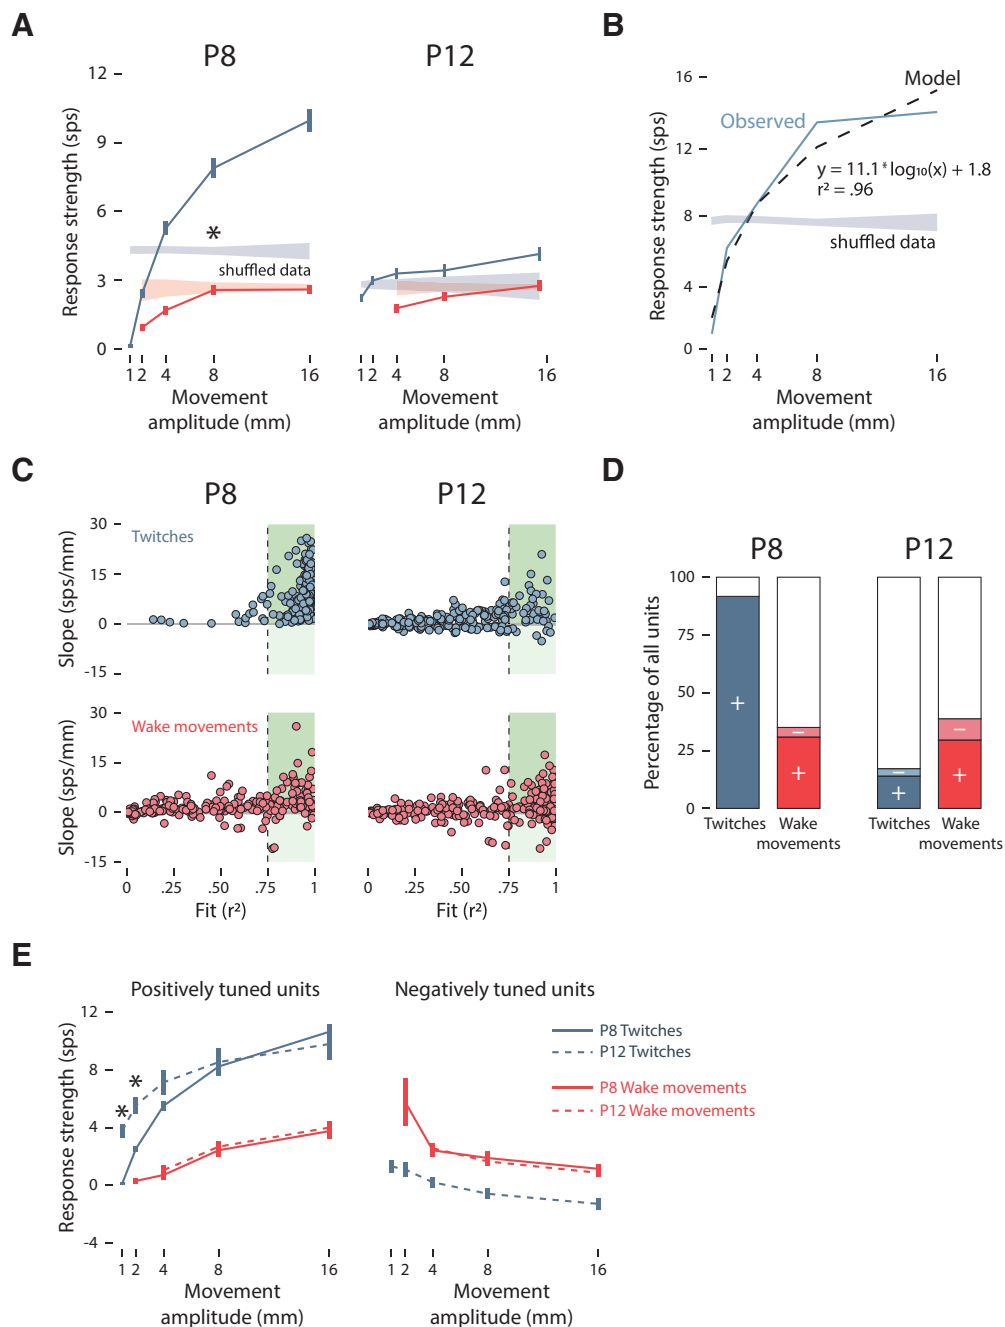 A
P8
P12
12
9
6
3
0
Response strength (sps)
*
shuffled data
1 2 4 8 16
1 2 4 8 16
Movement
amplitude (mm)
Movement
amplitude (mm)
B
16
12
8
4
0
Response strength (sps)
Model
Observed
y = 11.1*log₁₀(x) + 1.8
r² = .96
shuffled data
1 2 4 8 16
Movement
amplitude (mm)
C
P8
P12
30
15
0
-15
Slope (sps/mm)
Twitches
30
15
0
-15
Slope (sps/mm)
Wake movements
0 .25 .50 .75 1
0 .25 .50 .75 1
Fit (r²)
Fit (r²)
D
P8
P12
100
75
50
25
0
Percentage of all units
+
−
+
−
+
−
+
Twitches
Wake
movements
Twitches
Wake
movements
E
Positively tuned units
Negatively tuned units
12
8
4
0
-4
Response strength (sps)
*
*
P8 Twitches
P12 Twitches
P8 Wake movements
P12 Wake movements
1 2 4 8 16
1 2 4 8 16
Movement
amplitude (mm)
Movement
amplitude (mm)